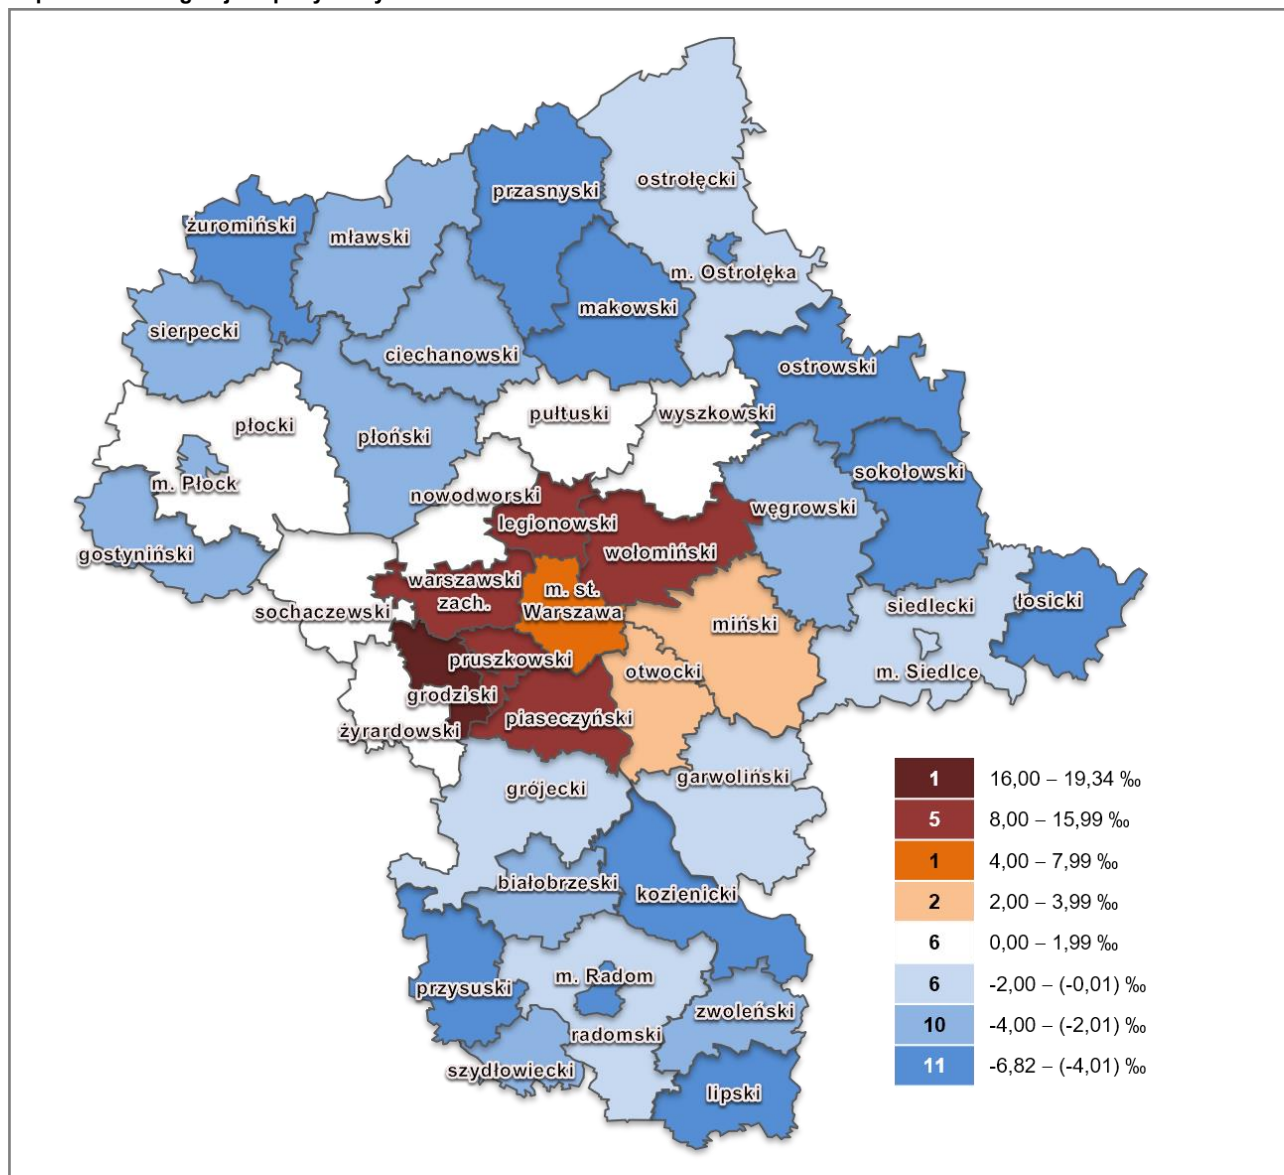 ostrołęcki
przasnyski
żuromiński
mławski
m. Ostrołęka
makowski
sierpecki
ciechanowski
ostrowski
pułtuski
wyszkowski
płocki
płoński
sokołowski
m. Płock
nowodworski
węgrowski
legionowski
wołomiński
gostyniński
warszawski
zach.
m. st.
Warszawa
siedlecki
łosicki
sochaczewski
miński
pruszkowski
otwocki
m. Siedlce
grodziski
piaseczyński
żyrardowski
garwoliński
grójecki
białobrzeski
kozienicki
m. Radom
przysuski
zwoleński
radomski
szydłowiecki
lipski
1 16,00 – 19,34 ‰
5 8,00 – 15,99 ‰
1 4,00 – 7,99 ‰
2 2,00 – 3,99 ‰
6 0,00 – 1,99 ‰
6 -2,00 – (-0,01) ‰
10 -4,00 – (-2,01) ‰
11 -6,82 – (-4,01) ‰